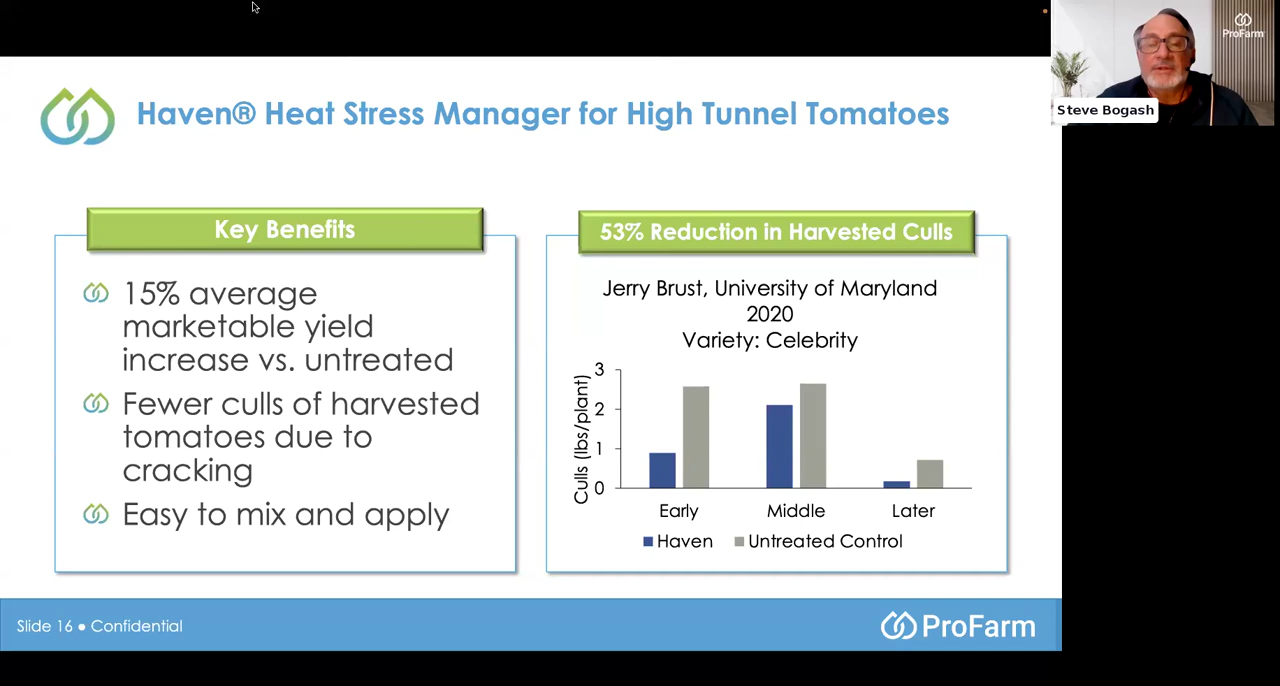 ProFarm
Steve Bogash
Haven® Heat Stress Manager for High Tunnel Tomatoes
Key Benefits
15% average
marketable yield
increase vs. untreated
Fewer culls of harvested
tomatoes due to
cracking
Easy to mix and apply
53% Reduction in Harvested Culls
Jerry Brust, University of Maryland
2020
Variety: Celebrity
Culls (lbs/plant)
3
2
1
0
Early Middle Later
Haven Untreated Control
Slide 16 ● Confidential
ProFarm